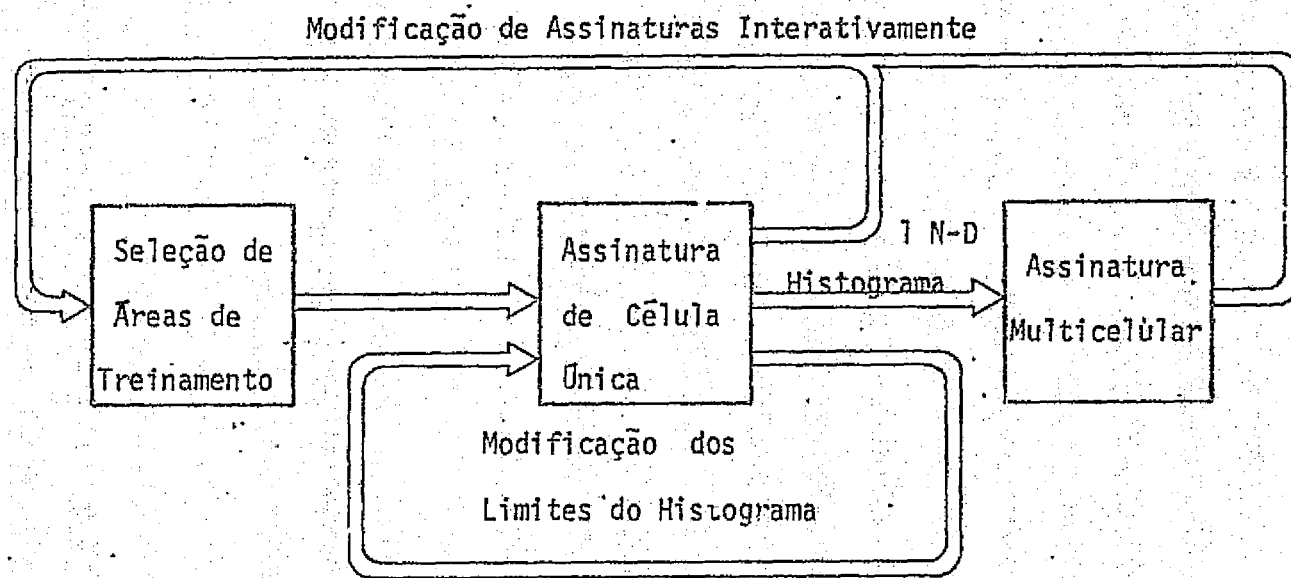 Modificação de Assinaturas Interativamente
Seleção de
Áreas de
Treinamento
Assinatura
de Célula
Única
1 N-D
Histograma
Assinatura
Multicelùlar
Modificação dos
Limites do Histograma